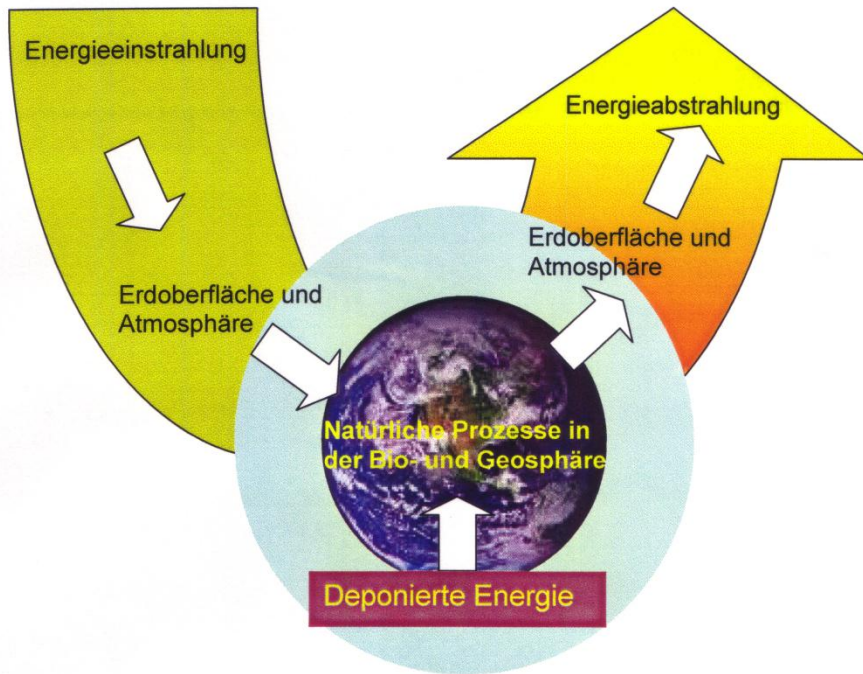 Energieeinstrahlung
Erdoberfläche und
Atmosphäre
Natürliche Prozesse in
der Bio- und Geosphäre
Deponierte Energie
Erdoberfläche und
Atmosphäre
Energieabstrahlung